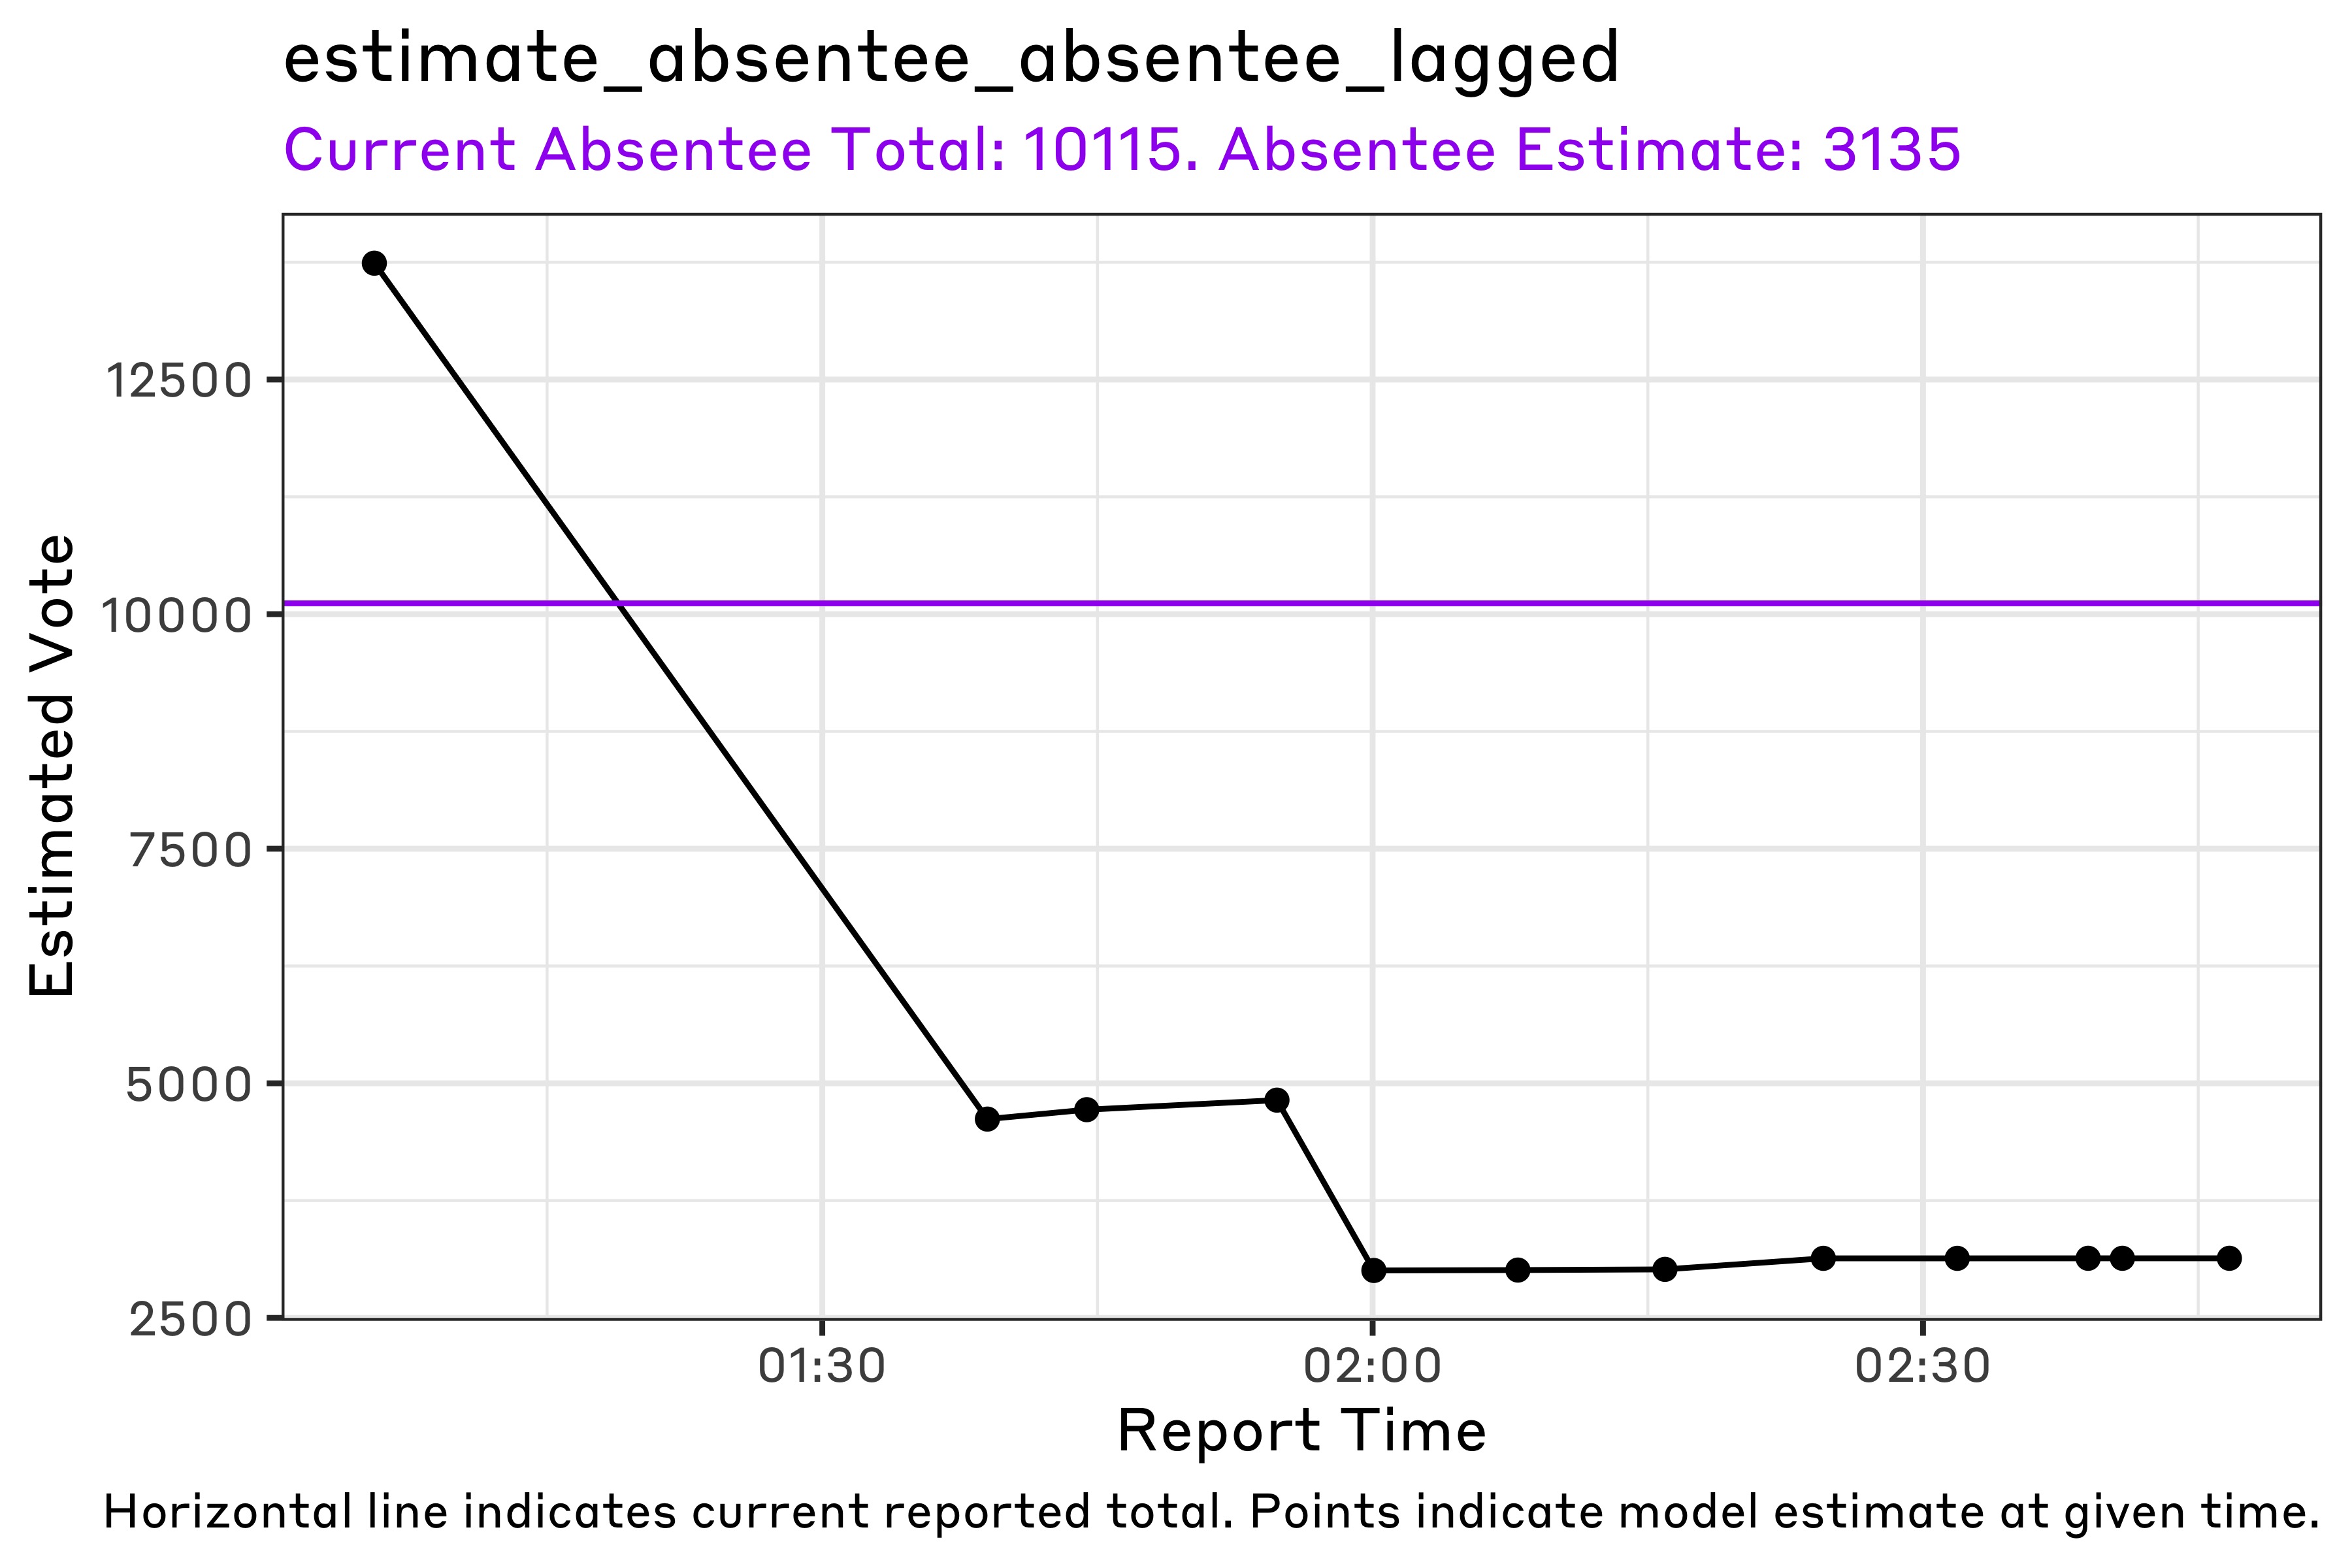 estimate_absentee_absentee_lagged
Current Absentee Total: 10115. Absentee Estimate: 3135
Estimated Vote
12500
10000
7500
5000
2500
01:30
02:00
02:30
Report Time
Horizontal line indicates current reported total. Points indicate model estimate at given time.